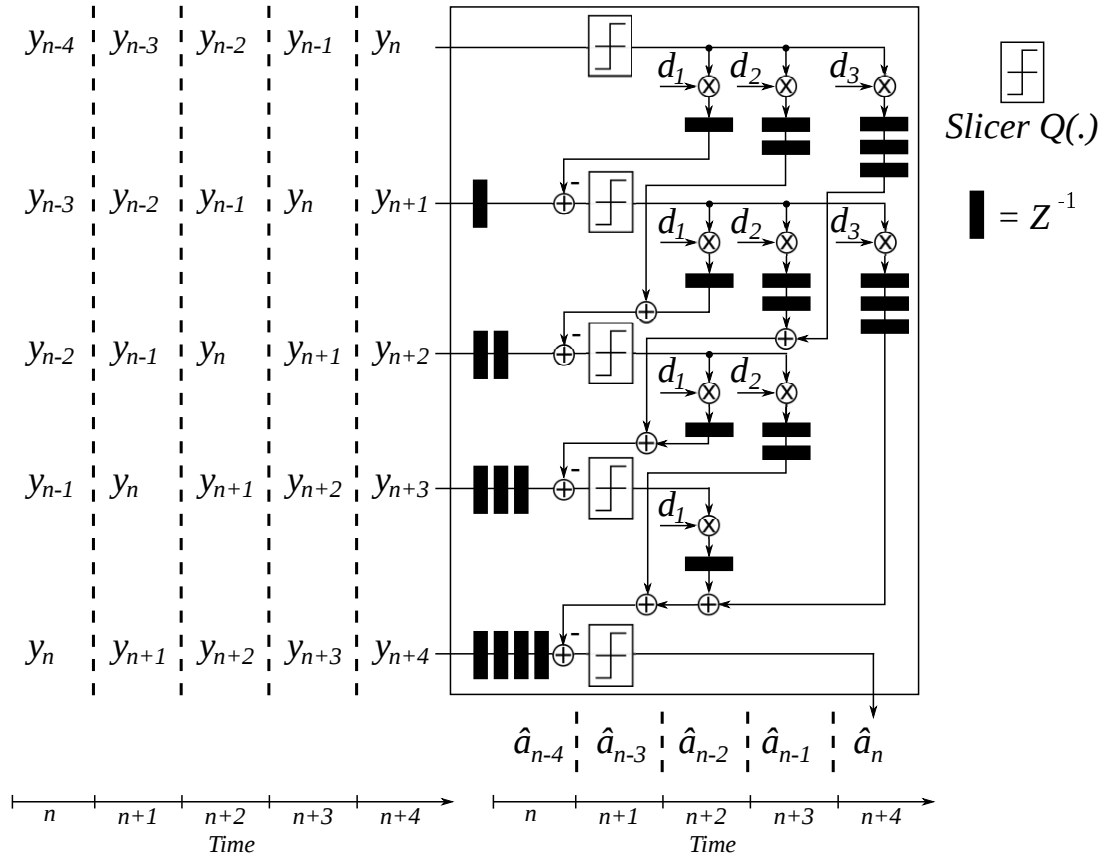 y_{n-4} y_{n-3} y_{n-2} y_{n-1} y_n
d_1 d_2 d_3
Slicer Q(.)
y_{n-3} y_{n-2} y_{n-1} y_n y_{n+1} -
= Z^{-1}
d_1 d_2 d_3
y_{n-2} y_{n-1} y_n y_{n+1} y_{n+2} -
d_1 d_2
y_{n-1} y_n y_{n+1} y_{n+2} y_{n+3} -
d_1
y_n y_{n+1} y_{n+2} y_{n+3} y_{n+4} -
â_{n-4} â_{n-3} â_{n-2} â_{n-1} â_n
n n+1 n+2 n+3 n+4 n n+1 n+2 n+3 n+4
Time Time